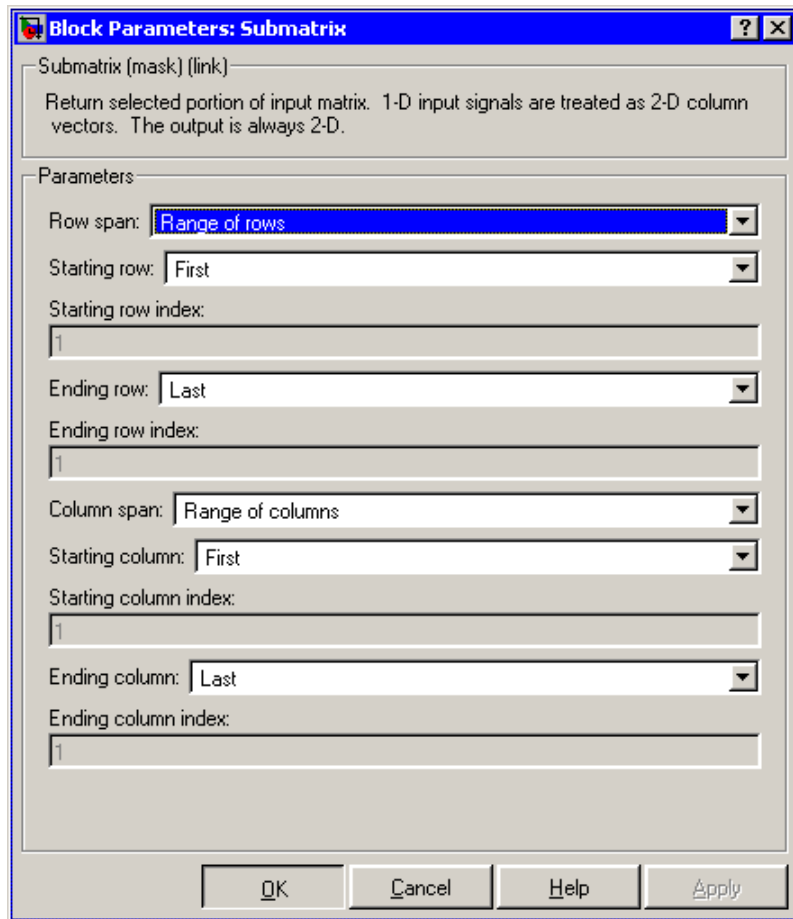 Block Parameters: Submatrix
Submatrix (mask) (link)
Return selected portion of input matrix.  1-D input signals are treated as 2-D column
vectors.  The output is always 2-D.
Parameters
Row span: Range of rows
Starting row: First
Starting row index:
1
Ending row: Last
Ending row index:
1
Column span: Range of columns
Starting column: First
Starting column index:
1
Ending column: Last
Ending column index:
1
OK Cancel Help Apply